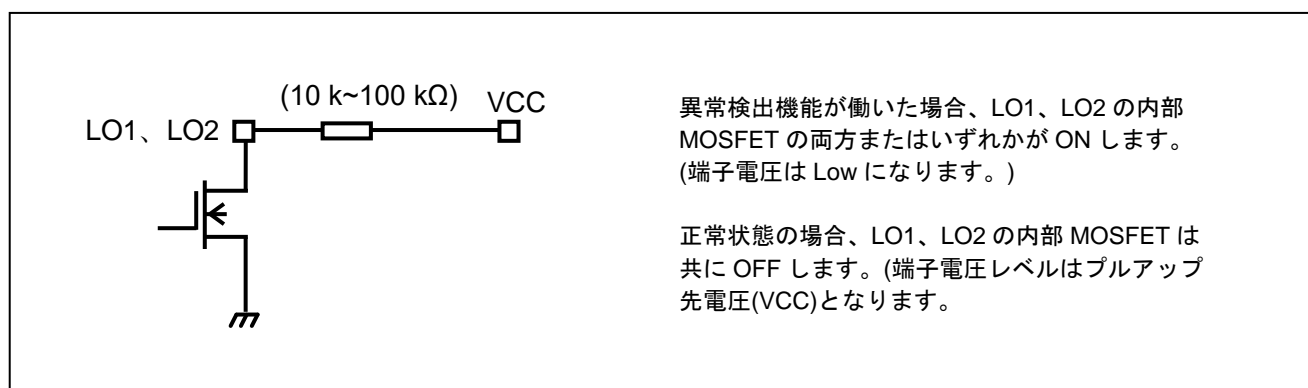 (10 k~100 kΩ)
VCC
LO1、LO2
異常検出機能が働いた場合、LO1、LO2 の内部
MOSFET の両方またはいずれかが ON します。
(端子電圧は Low になります。)
正常状態の場合、LO1、LO2 の内部 MOSFET は
共に OFF します。(端子電圧レベルはプルアップ
先電圧(VCC)となります。